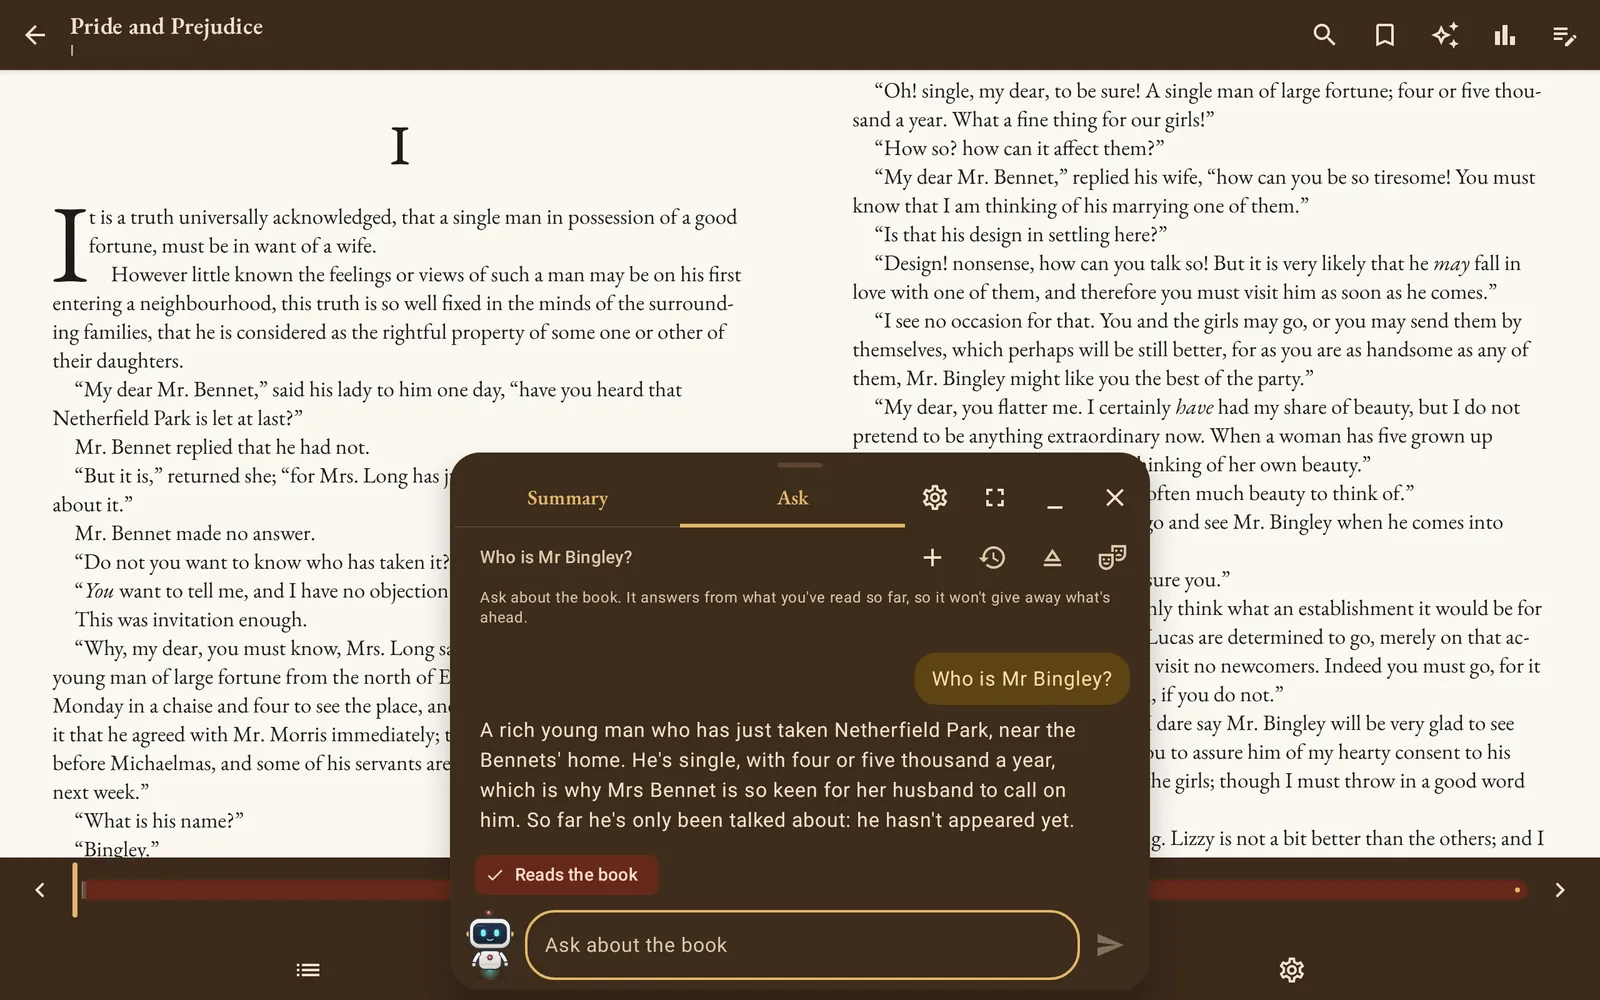 Pride and Prejudice
I
I
It is a truth universally acknowledged, that a single man in possession of a good
fortune, must be in want of a wife.
However little known the feelings or views of such a man may be on his first
entering a neighbourhood, this truth is so well fixed in the minds of the surround-
ing families, that he is considered as the rightful property of some one or other of
their daughters.
“My dear Mr. Bennet,” said his lady to him one day, “have you heard that
Netherfield Park is let at last?”
Mr. Bennet replied that he had not.
“But it is,” returned she; “for Mrs. Long has
about it.”
Mr. Bennet made no answer.
“Do not you want to know who has taken it?
“You want to tell me, and I have no objection
This was invitation enough.
“Why, my dear, you must know, Mrs. Long
young man of large fortune from the north of
Monday in a chaise and four to see the place,
it that he agreed with Mr. Morris immediately;
before Michaelmas, and some of his servants are
next week.”
“What is his name?”
“Bingley.”
“Oh! single, my dear, to be sure! A single man of large fortune; four or five thou-
sand a year. What a fine thing for our girls!”
“How so? how can it affect them?”
“My dear Mr. Bennet,” replied his wife, “how can you be so tiresome! You must
know that I am thinking of his marrying one of them.”
“Is that his design in settling here?”
“Design! nonsense, how can you talk so! But it is very likely that he may fall in
love with one of them, and therefore you must visit him as soon as he comes.”
“I see no occasion for that. You and the girls may go, or you may send them by
themselves, which perhaps will be still better, for as you are as handsome as any of
them, Mr. Bingley might like you the best of the party.”
“My dear, you flatter me. I certainly have had my share of beauty, but I do not
pretend to be anything extraordinary now. When a woman has five grown up
of her own beauty.”
often much beauty to think of.”
and see Mr. Bingley when he comes into
sure you.”
think what an establishment it would be for
Lucas are determined to go, merely on that ac-
visit no newcomers. Indeed you must go, for it
, if you do not.”
dare say Mr. Bingley will be very glad to see
to assure him of my hearty consent to his
girls; though I must throw in a good word
Lizzy is not a bit better than the others; and I
Summary
Ask
Who is Mr Bingley?
Ask about the book. It answers from what you've read so far, so it won't give away what's
ahead.
Who is Mr Bingley?
A rich young man who has just taken Netherfield Park, near the
Bennets' home. He's single, with four or five thousand a year,
which is why Mrs Bennet is so keen for her husband to call on
him. So far he's only been talked about: he hasn't appeared yet.
Reads the book
Ask about the book